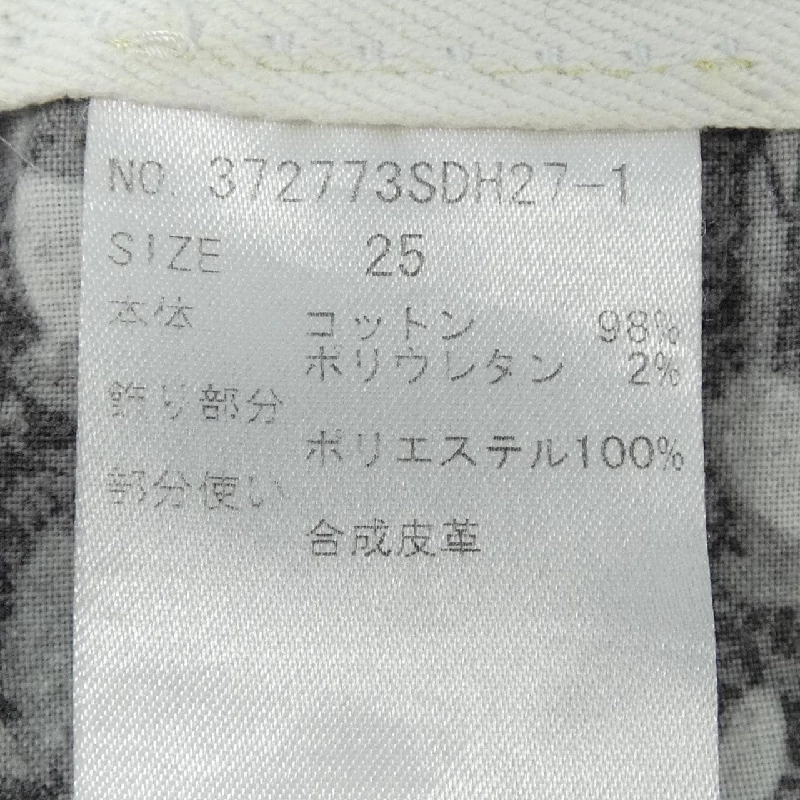 NO. 372773SDH27-1
SIZE 25
本体
コットン 98%
ポリウレタン 2%
飾り部分
ポリエステル100%
部分使い
合成皮革